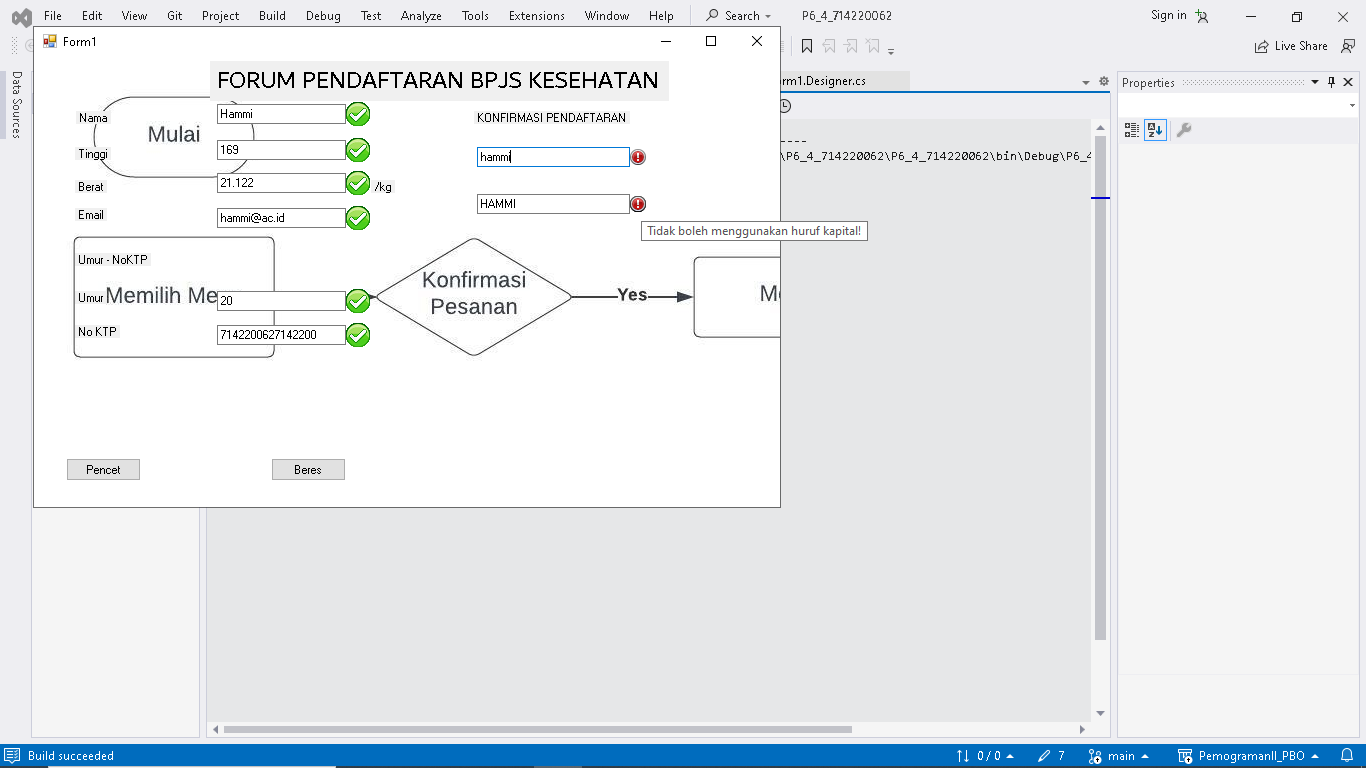 File Edit View Git Project Build Debug Test Analyze Tools Extensions Window Help Search P6_4_714220062 Sign in
Form1
Live Share
Data Sources
FORUM PENDAFTARAN BPJS KESEHATAN
rm1.Designer.cs
Properties
Nama
Hammi
KONFIRMASI PENDAFTARAN
Mulai
Tinggi
169
hammi
\P6_4_714220062\P6_4_714220062\bin\Debug\P6_4
Berat
21.122
/kg
Email
hammi@ac.id
HAMMI
Tidak boleh menggunakan huruf kapital!
Umur - NoKTP
Konfirmasi
Pesanan
Umur
Memilih Me
20
Yes
M
No KTP
7142200627142200
Pencet
Beres
Build succeeded
0 / 0
7
main
PemogramanII_PBO